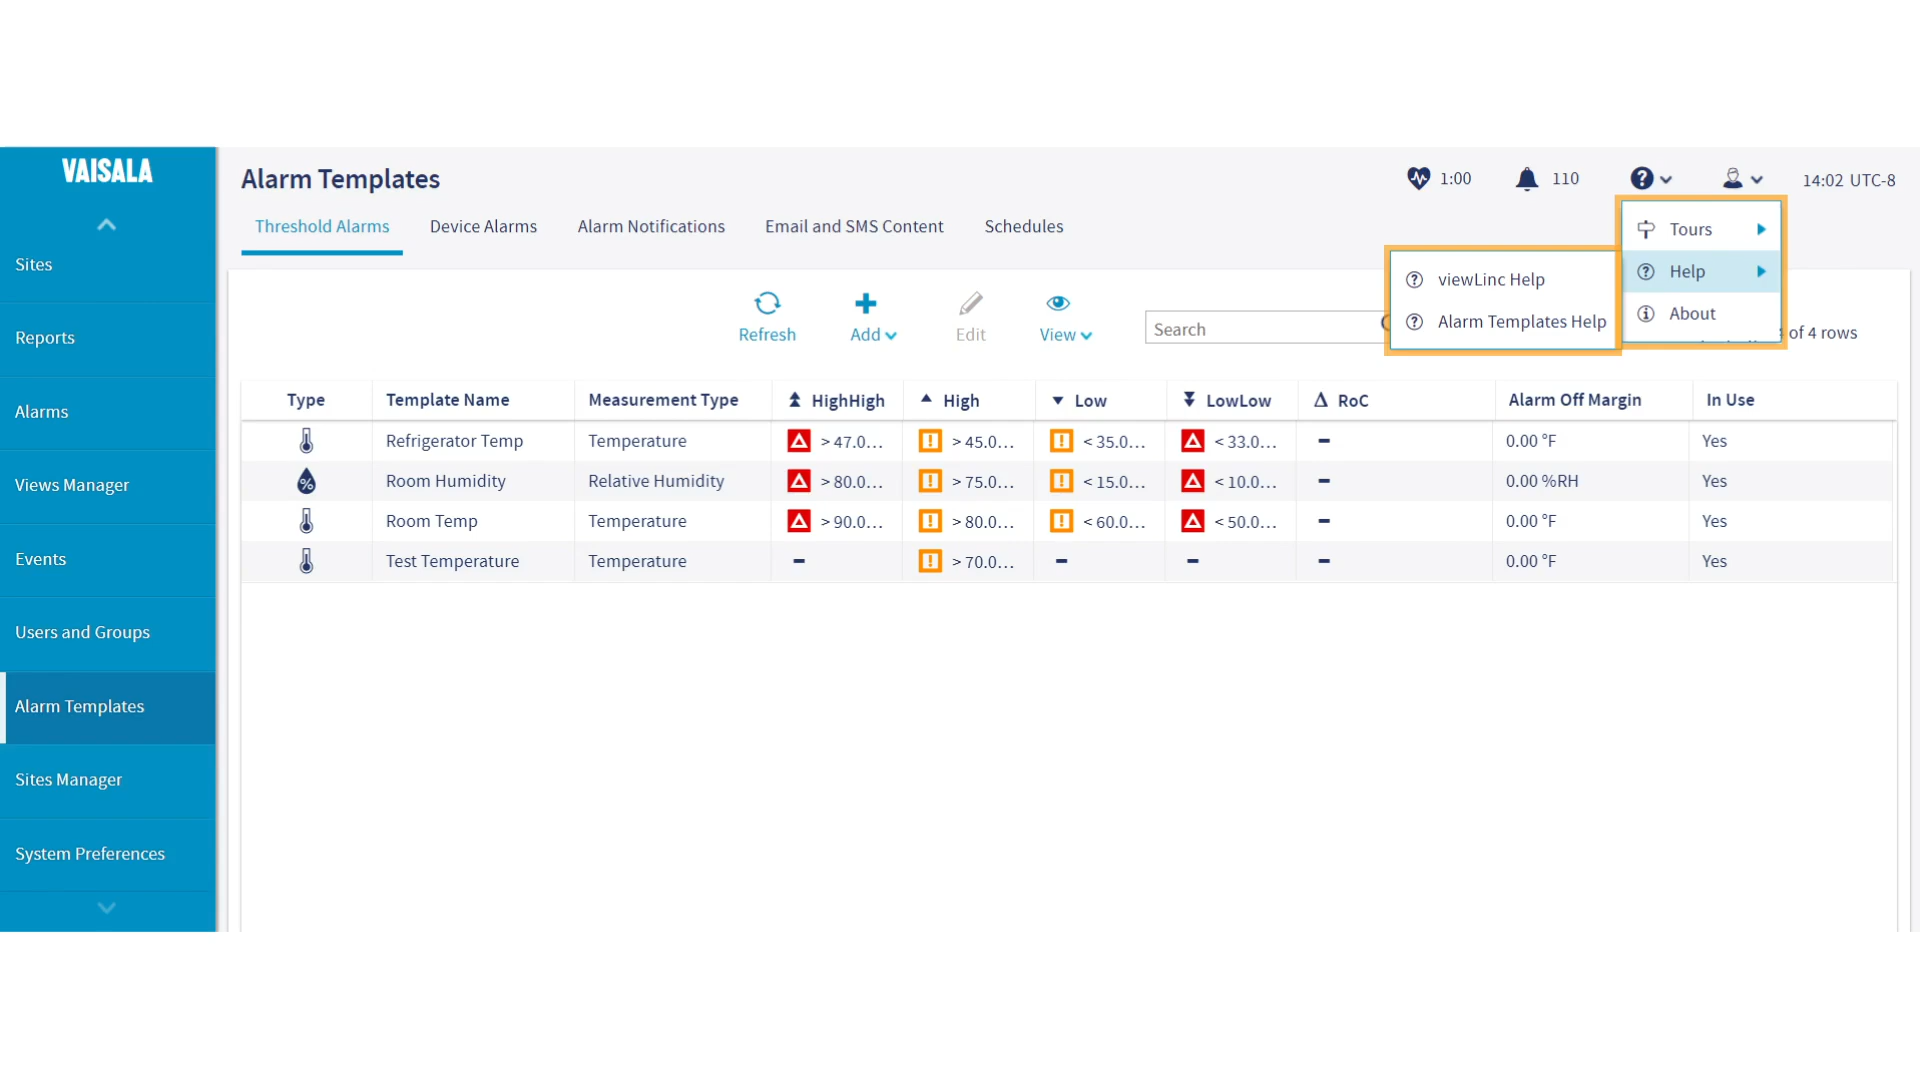 VAISALA
Alarm Templates
1:00
110
14:02 UTC-8
Threshold Alarms
Device Alarms
Alarm Notifications
Email and SMS Content
Schedules
Tours
Help
About
viewLinc Help
Alarm Templates Help
Sites
Reports
Alarms
Views Manager
Events
Users and Groups
Alarm Templates
Sites Manager
System Preferences
Refresh
Add
Edit
View
Search
of 4 rows
Type Template Name Measurement Type HighHigh High Low LowLow RoC Alarm Off Margin In Use
Refrigerator Temp Temperature > 47.0... > 45.0... < 35.0... < 33.0... – 0.00 °F Yes
% Room Humidity Relative Humidity > 80.0... > 75.0... < 15.0... < 10.0... – 0.00 %RH Yes
Room Temp Temperature > 90.0... > 80.0... < 60.0... < 50.0... – 0.00 °F Yes
Test Temperature Temperature – > 70.0... – – – 0.00 °F Yes